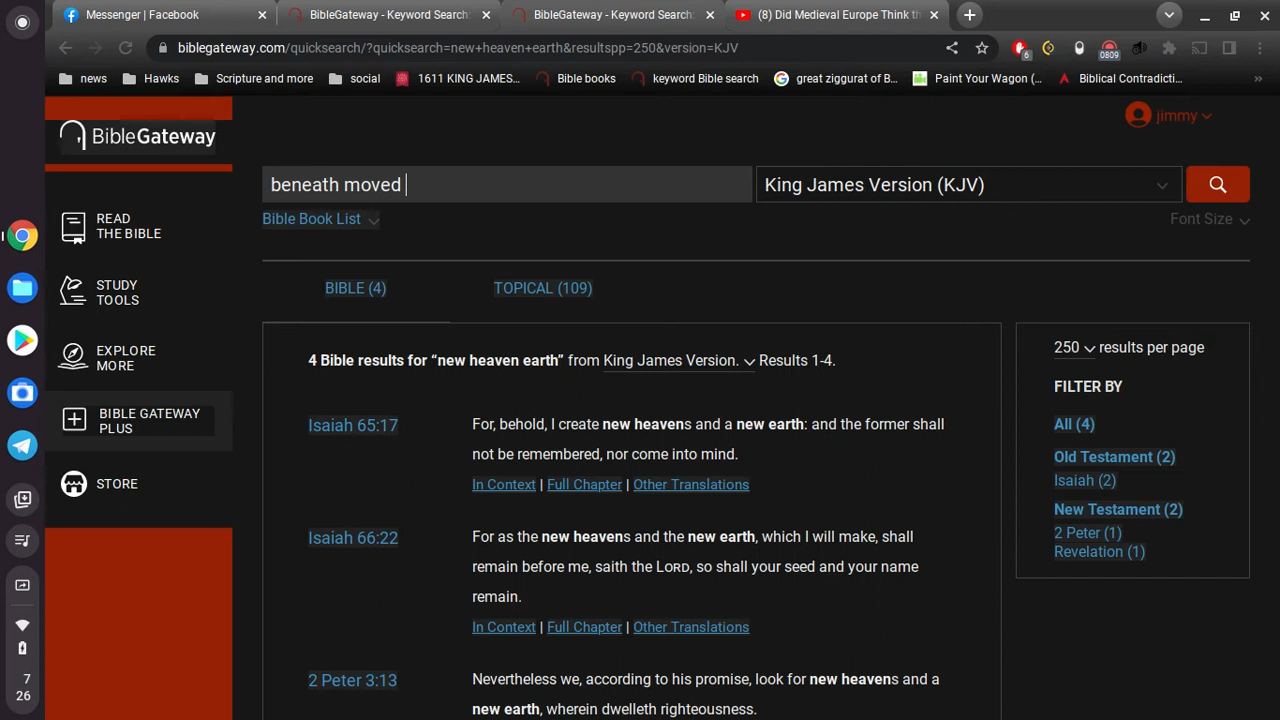 Messenger | Facebook
BibleGateway - Keyword Search:
BibleGateway - Keyword Search:
(8) Did Medieval Europe Think th
biblegateway.com/quicksearch/?quicksearch=new+heaven+earth&resultspp=250&version=KJV
6
0809
news
Hawks
Scripture and more
social
1611 KING JAMES...
Bible books
keyword Bible search
great ziggurat of B...
Paint Your Wagon (...
Biblical Contradicti...
»
BibleGateway
jimmy
beneath moved
King James Version (KJV)
Bible Book List
Font Size
READ
THE BIBLE
STUDY
TOOLS
EXPLORE
MORE
BIBLE GATEWAY
PLUS
STORE
BIBLE (4)
TOPICAL (109)
4 Bible results for “new heaven earth” from King James Version. Results 1-4.
Isaiah 65:17
For, behold, I create new heavens and a new earth: and the former shall
not be remembered, nor come into mind.
In Context | Full Chapter | Other Translations
Isaiah 66:22
For as the new heavens and the new earth, which I will make, shall
remain before me, saith the LORD, so shall your seed and your name
remain.
In Context | Full Chapter | Other Translations
2 Peter 3:13
Nevertheless we, according to his promise, look for new heavens and a
new earth, wherein dwelleth righteousness.
250 results per page
FILTER BY
All (4)
Old Testament (2)
Isaiah (2)
New Testament (2)
2 Peter (1)
Revelation (1)
7
26